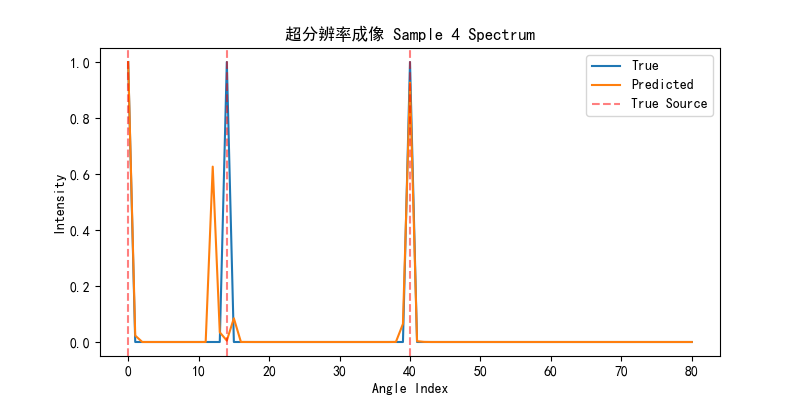 超分辨率成像 Sample 4 Spectrum
True
Predicted
True Source
Intensity
1.0
0.8
0.6
0.4
0.2
0.0
0 10 20 30 40 50 60 70 80
Angle Index